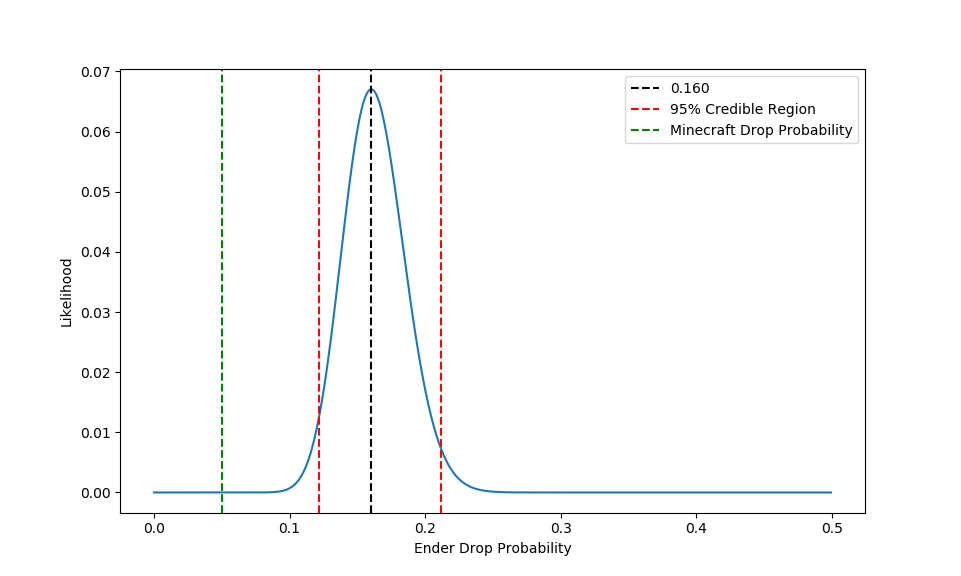 0.160
95% Credible Region
Minecraft Drop Probability
0.07
0.06
0.05
0.04
0.03
0.02
0.01
0.00
Likelihood
0.0 0.1 0.2 0.3 0.4 0.5
Ender Drop Probability